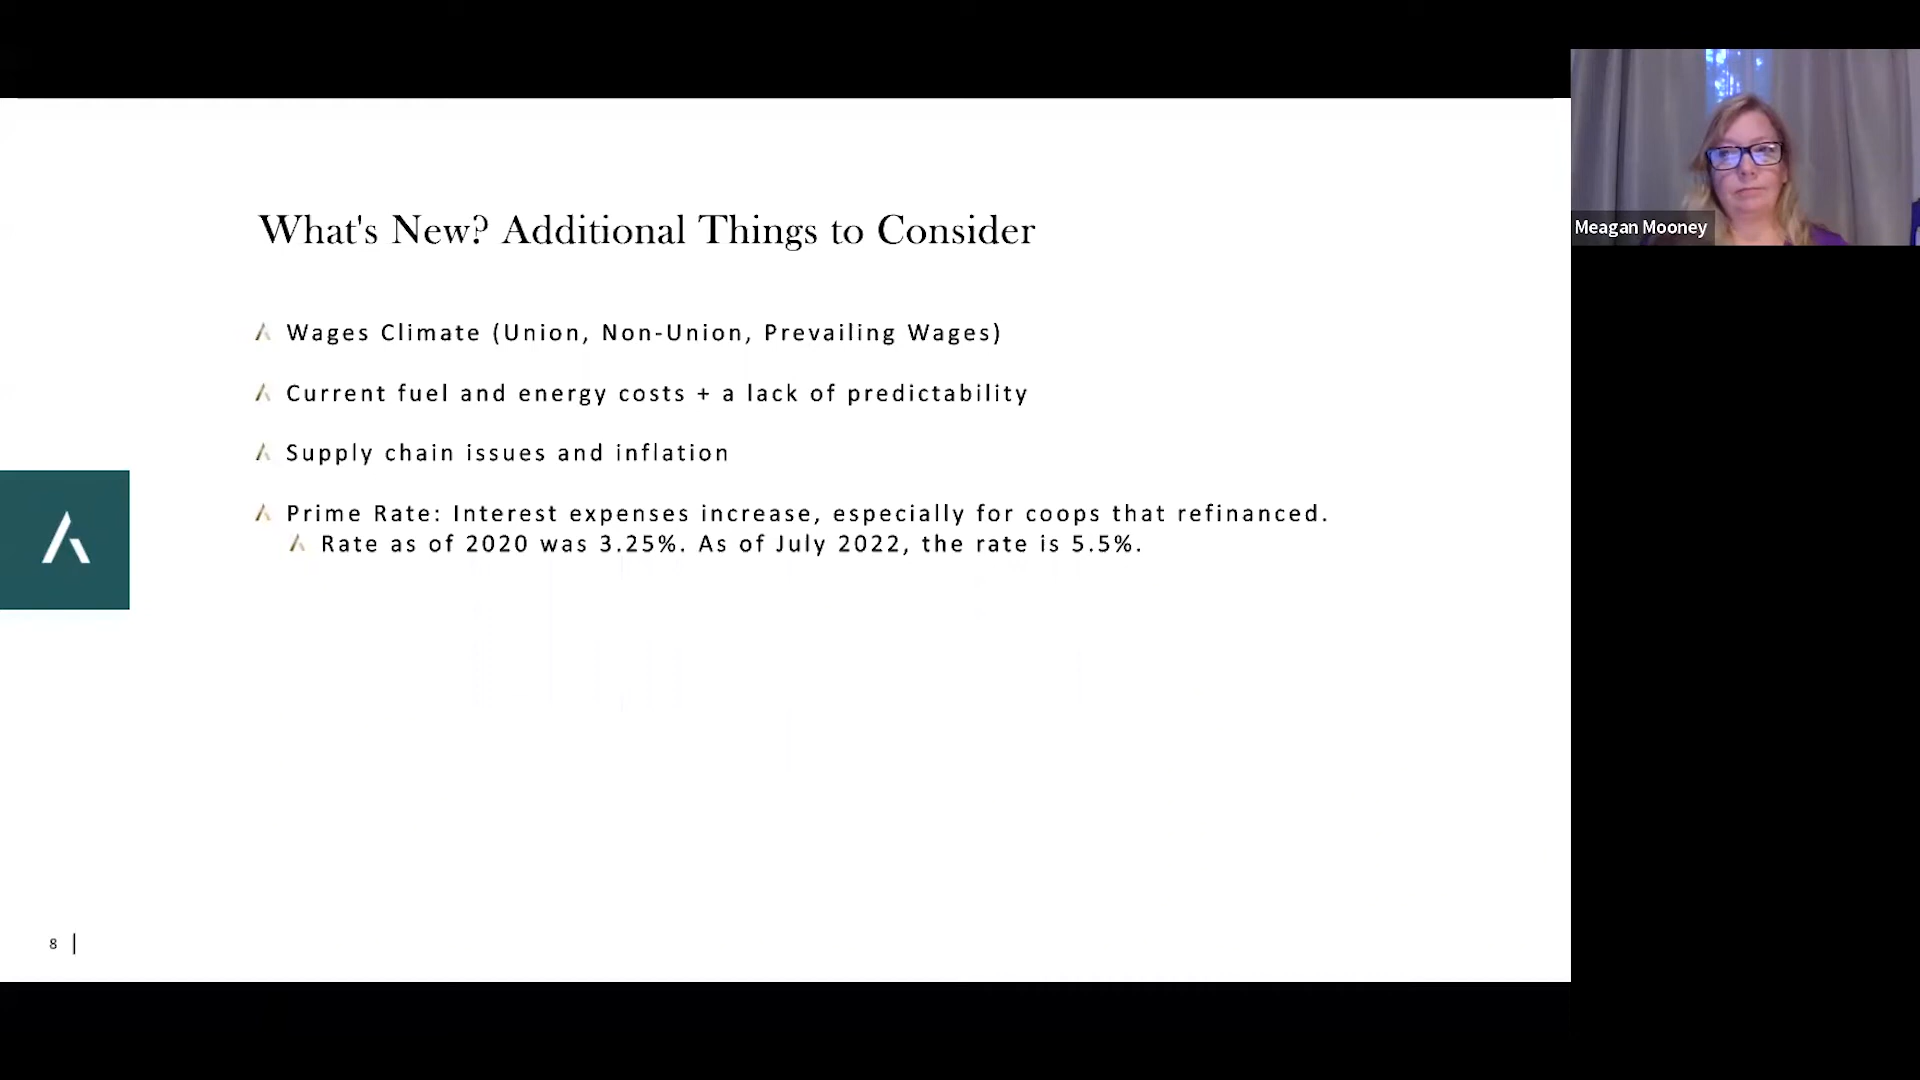 What's New? Additional Things to Consider
Wages Climate (Union, Non-Union, Prevailing Wages)
Current fuel and energy costs + a lack of predictability
Supply chain issues and inflation
Prime Rate: Interest expenses increase, especially for coops that refinanced.
Rate as of 2020 was 3.25%. As of July 2022, the rate is 5.5%.
8
Meagan Mooney